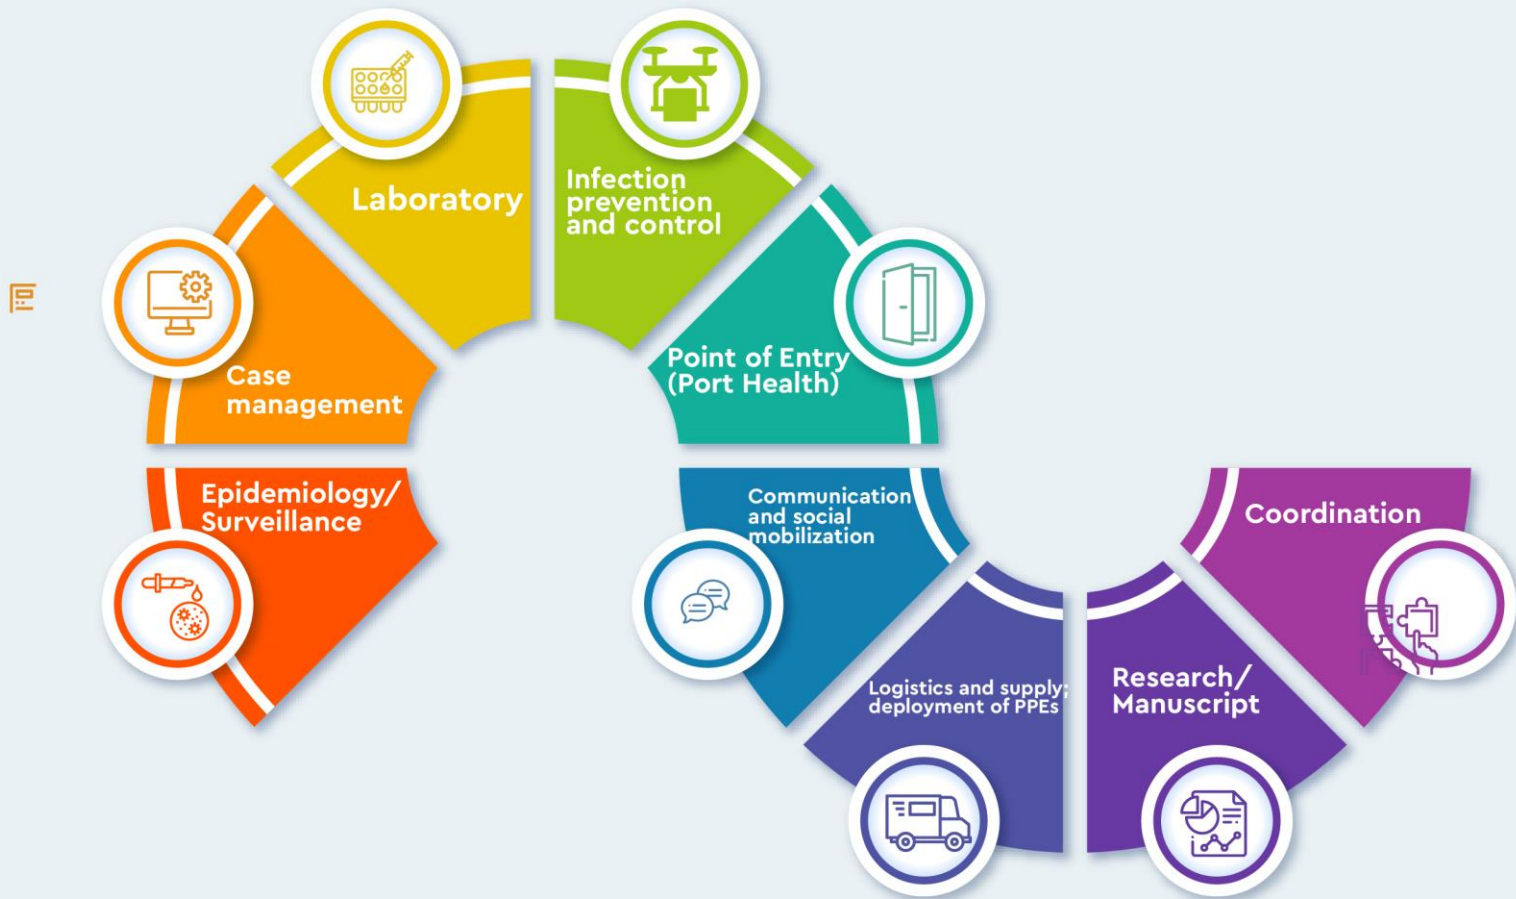 Laboratory
Infection
prevention
and control
Case
management
Point of Entry
(Port Health)
Epidemiology/
Surveillance
Communication
and social
mobilization
Logistics and supply;
deployment of PPEs
Research/
Manuscript
Coordination